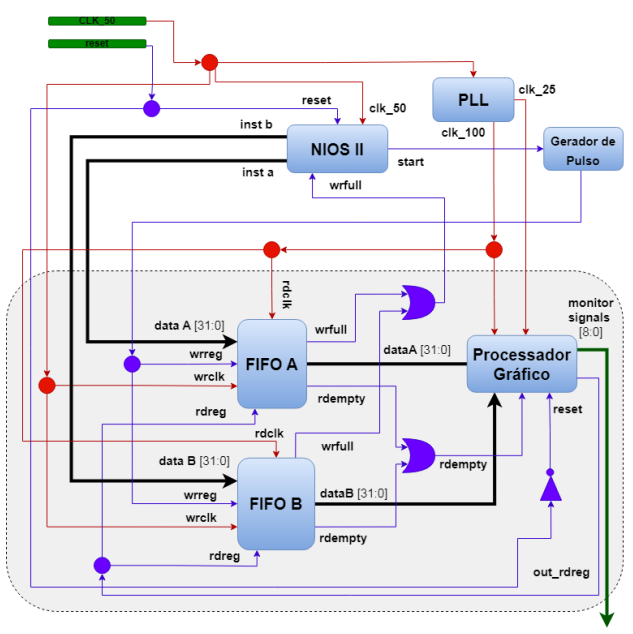 CLK_50
reset
clk_25
PLL
reset
clk_50
inst b
clk_100
NIOS II
Gerador de
Pulso
inst a
start
wrfull
rdclk
monitor
signals
[8:0]
data A [31:0]
wrfull
wrreg
FIFO A
dataA [31:0]
Processador
Gráfico
wrclk
rdempty
rdreg
reset
rdclk
wrfull
data B [31:0]
rdempty
wrreg
FIFO B
dataB [31:0]
wrclk
rdempty
rdreg
out_rdreg